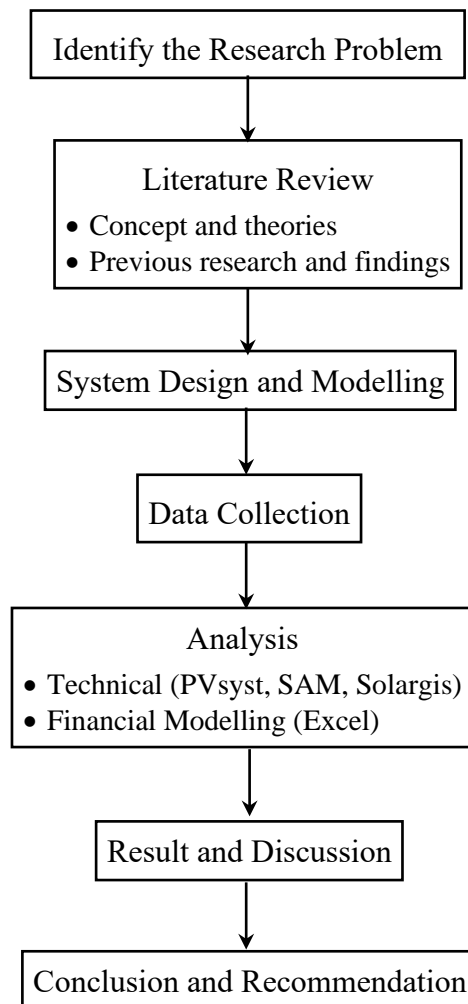 Identify the Research Problem
Literature Review
• Concept and theories
• Previous research and findings
System Design and Modelling
Data Collection
Analysis
• Technical (PVsyst, SAM, Solargis)
• Financial Modelling (Excel)
Result and Discussion
Conclusion and Recommendation